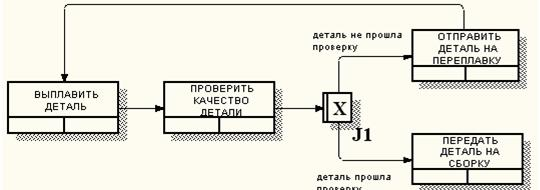 деталь не прошла
проверку
ОТПРАВИТЬ
ДЕТАЛЬ НА
ПЕРЕПЛАВКУ
ВЫПЛАВИТЬ
ДЕТАЛЬ
ПРОВЕРИТЬ
КАЧЕСТВО
ДЕТАЛИ
X
J1
ПЕРЕДАТЬ
ДЕТАЛЬ НА
СБОРКУ
деталь прошла
проверку